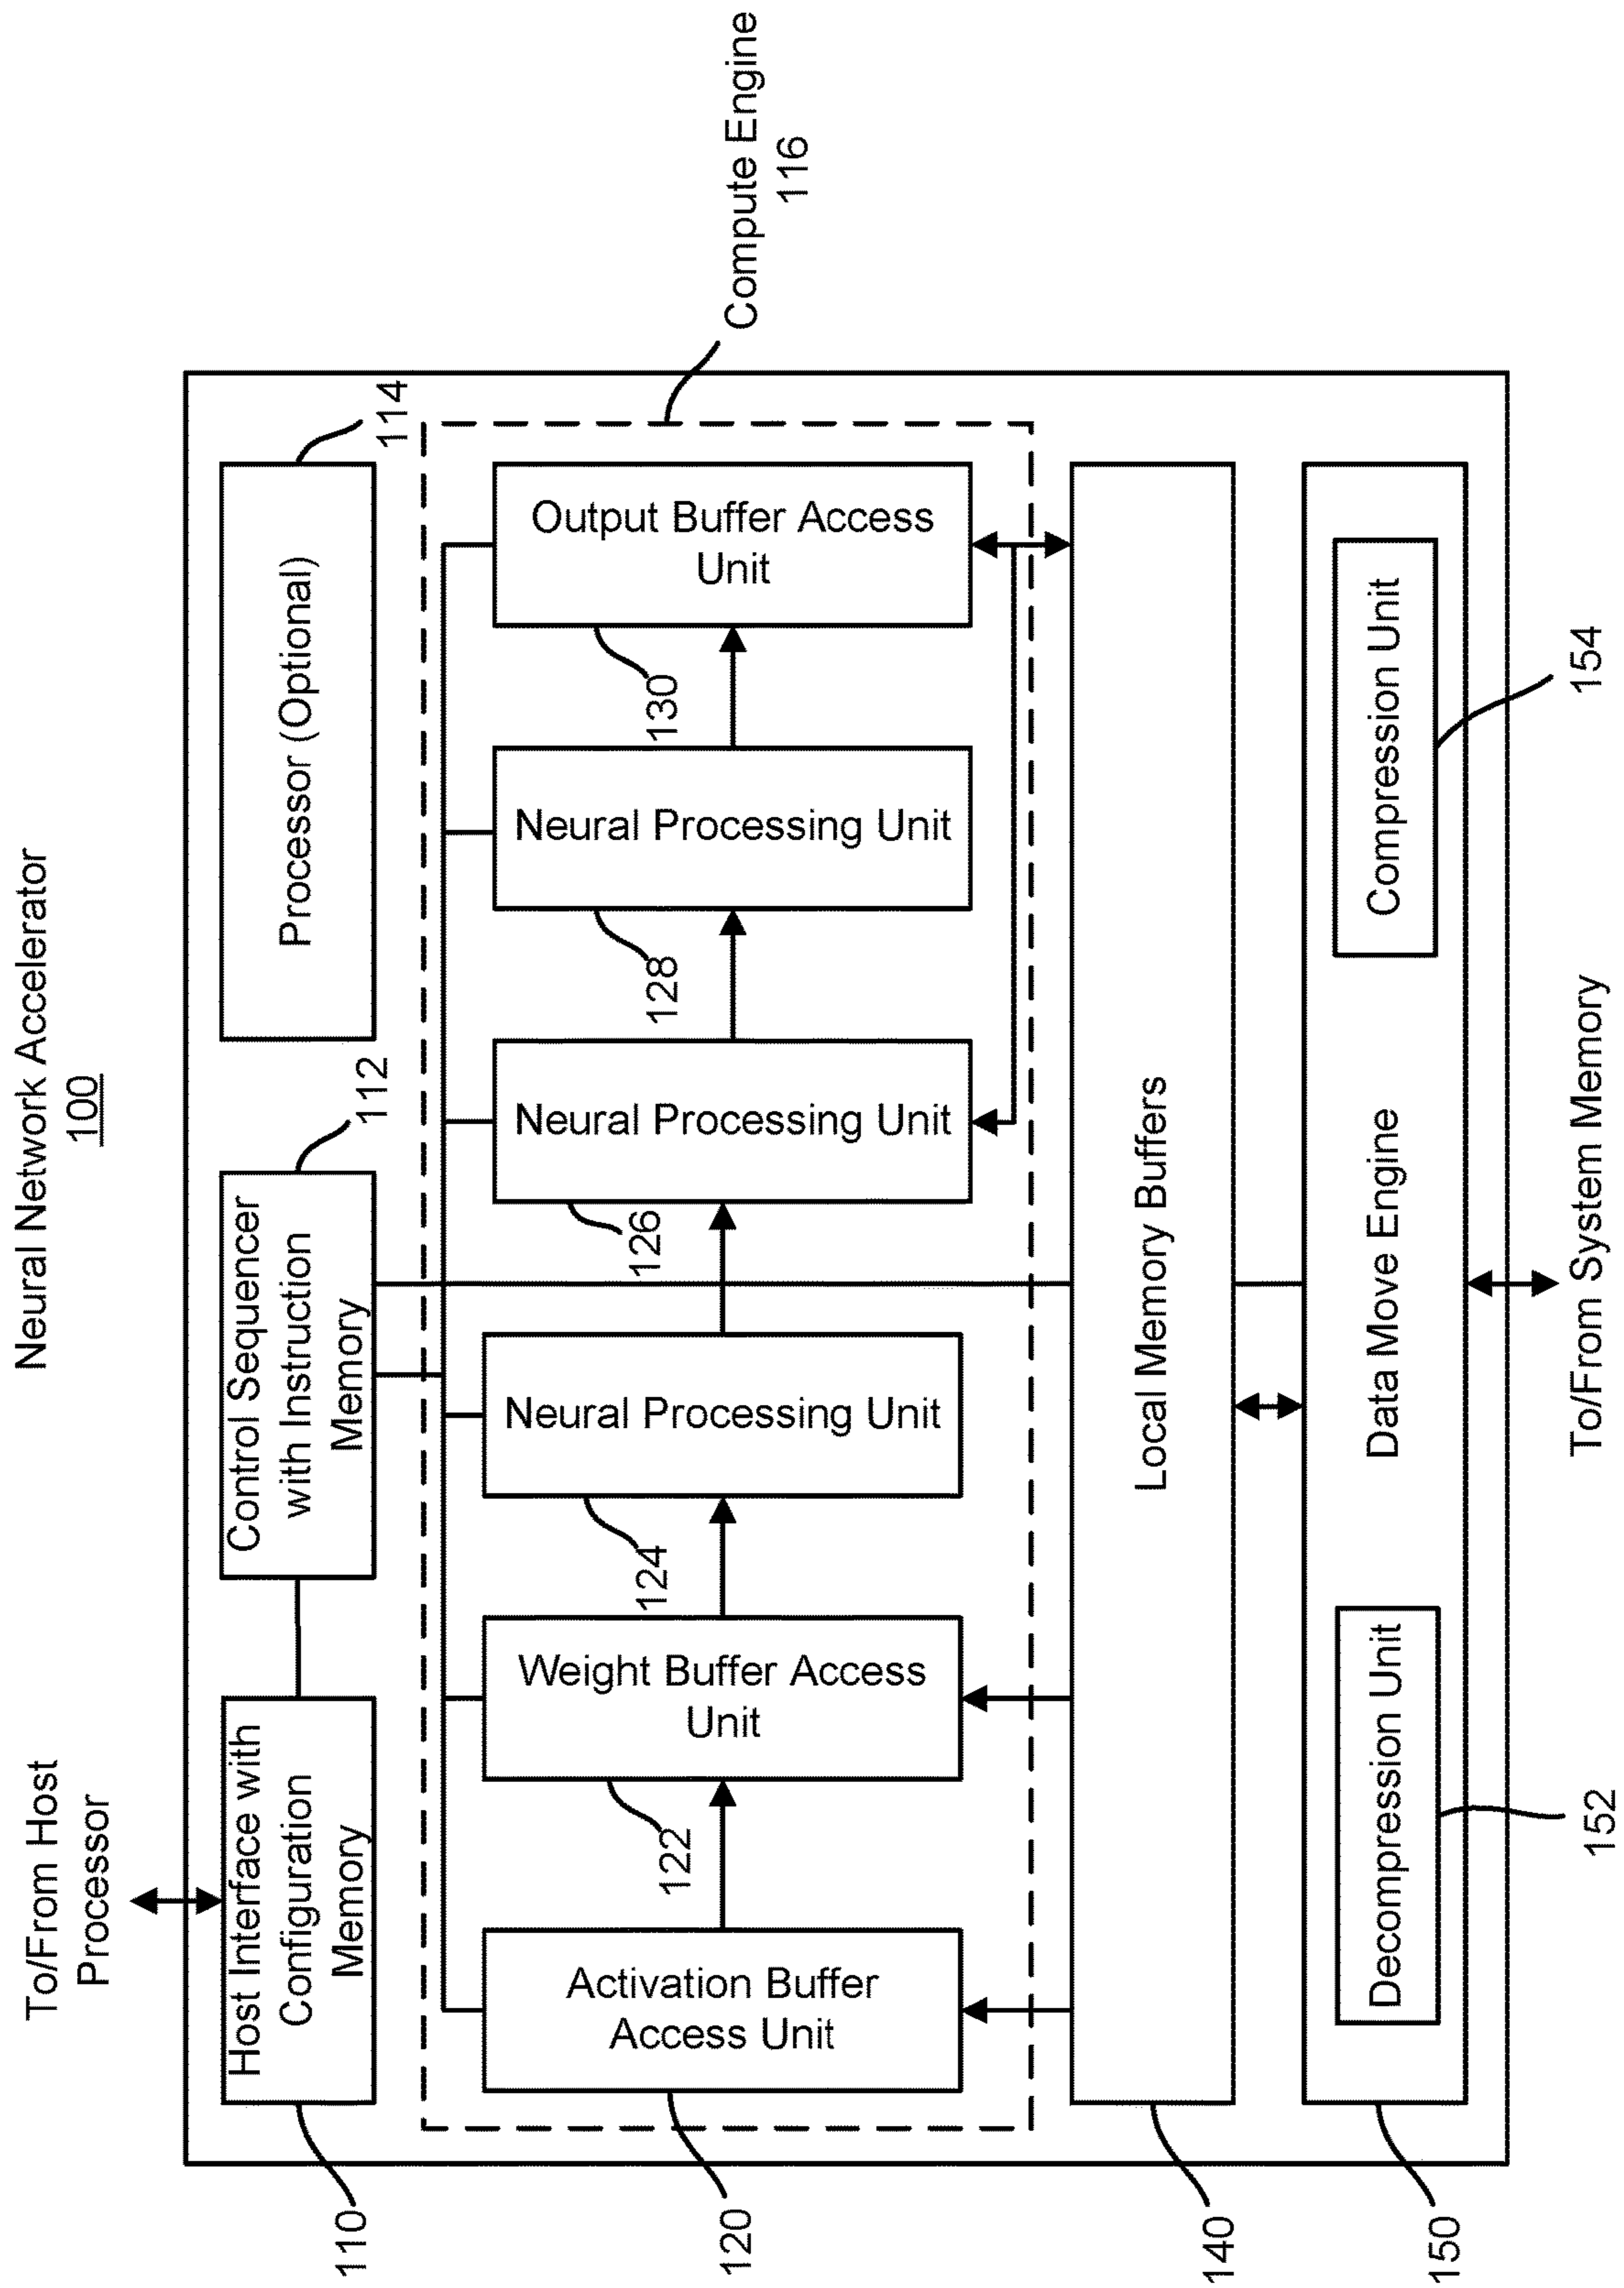 Neural Network Accelerator
100
To/From Host
Processor
Host Interface with
Configuration
Memory
110
Control Sequencer
with Instruction
Memory
112
Processor (Optional)
114
Compute Engine
116
Activation Buffer
Access Unit
120
Weight Buffer Access
Unit
122
Neural Processing Unit
124
Neural Processing Unit
126
Neural Processing Unit
128
Output Buffer Access
Unit
130
Local Memory Buffers
140
Data Move Engine
150
Decompression Unit
152
Compression Unit
154
To/From System Memory